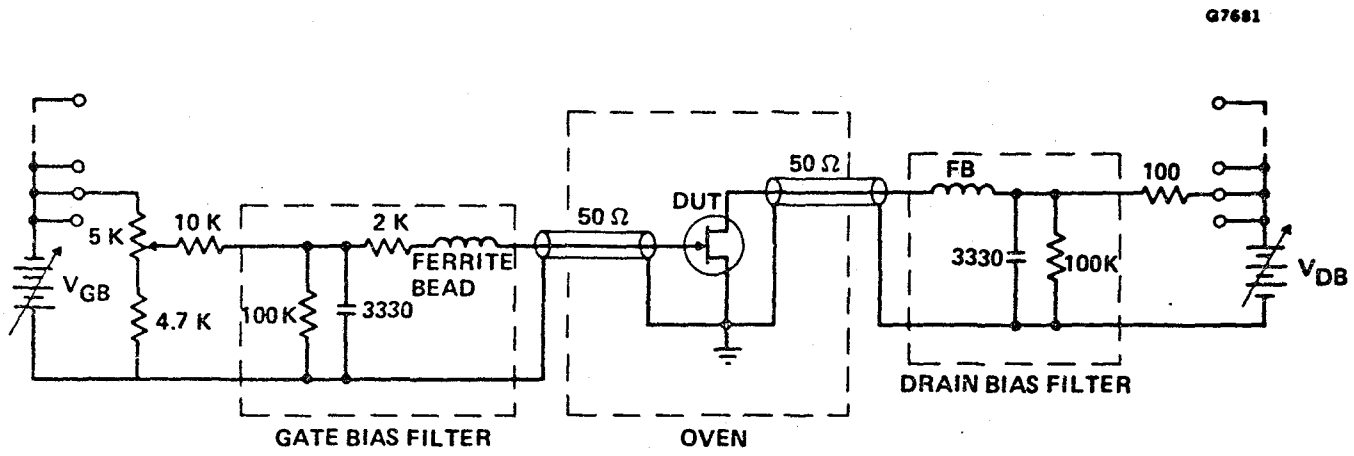 G7681
50 Ω
FB
100
DUT
50 Ω
2 K
10 K
5 K
FERRITE
BEAD
3330
100K
V_GB
V_DB
4.7 K
100K
3330
DRAIN BIAS FILTER
GATE BIAS FILTER
OVEN